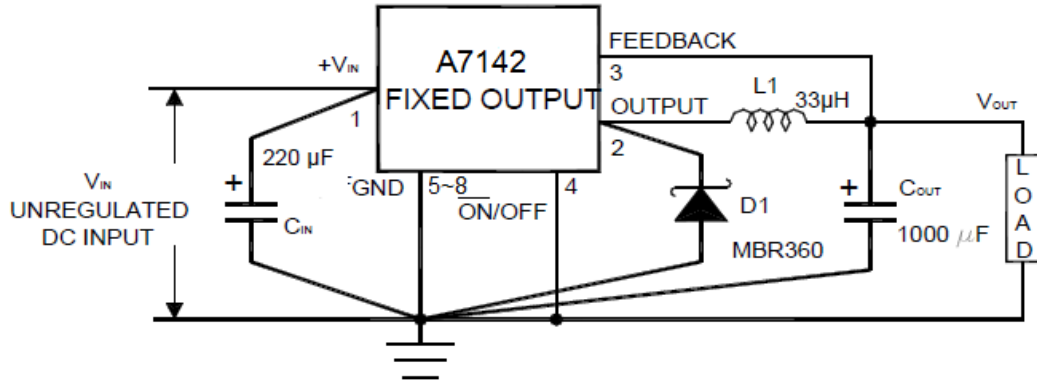 A7142
FIXED OUTPUT
+VIN
1
FEEDBACK
3
OUTPUT
2
L1
33µH
VOUT
220 µF
+
CIN
VIN
UNREGULATED
DC INPUT
GND
5~8
ON/OFF
4
D1
MBR360
+
COUT
1000 µF
LOAD